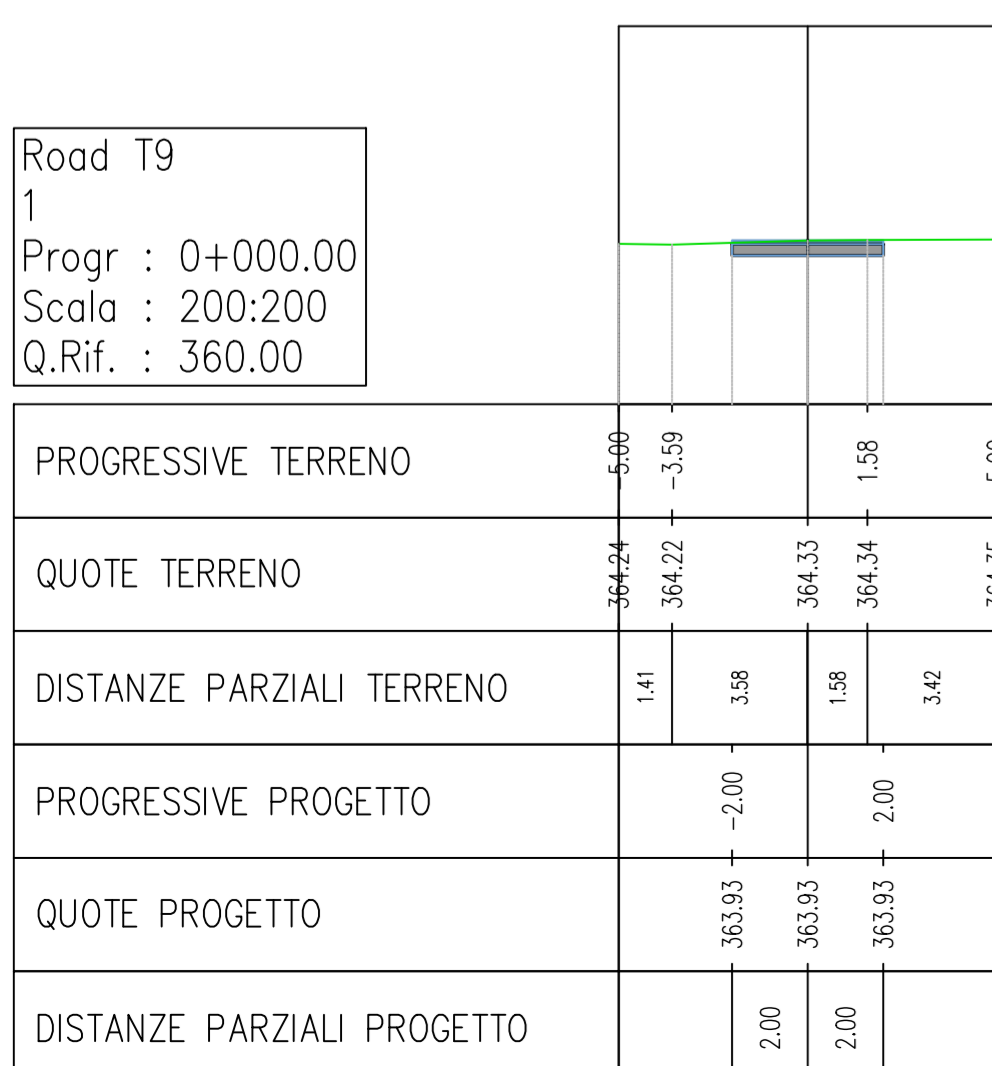 Road T9
1
Progr : 0+000.00
Scala : 200:200
Q.Rif. : 360.00
PROGRESSIVE TERRENO -5.00 -3.59 1.58
QUOTE TERRENO 364.24 364.22 364.33 364.34
DISTANZE PARZIALI TERRENO 1.41 3.58 1.58 3.42
PROGRESSIVE PROGETTO -2.00 2.00
QUOTE PROGETTO 363.93 363.93 363.93
DISTANZE PARZIALI PROGETTO 2.00 2.00